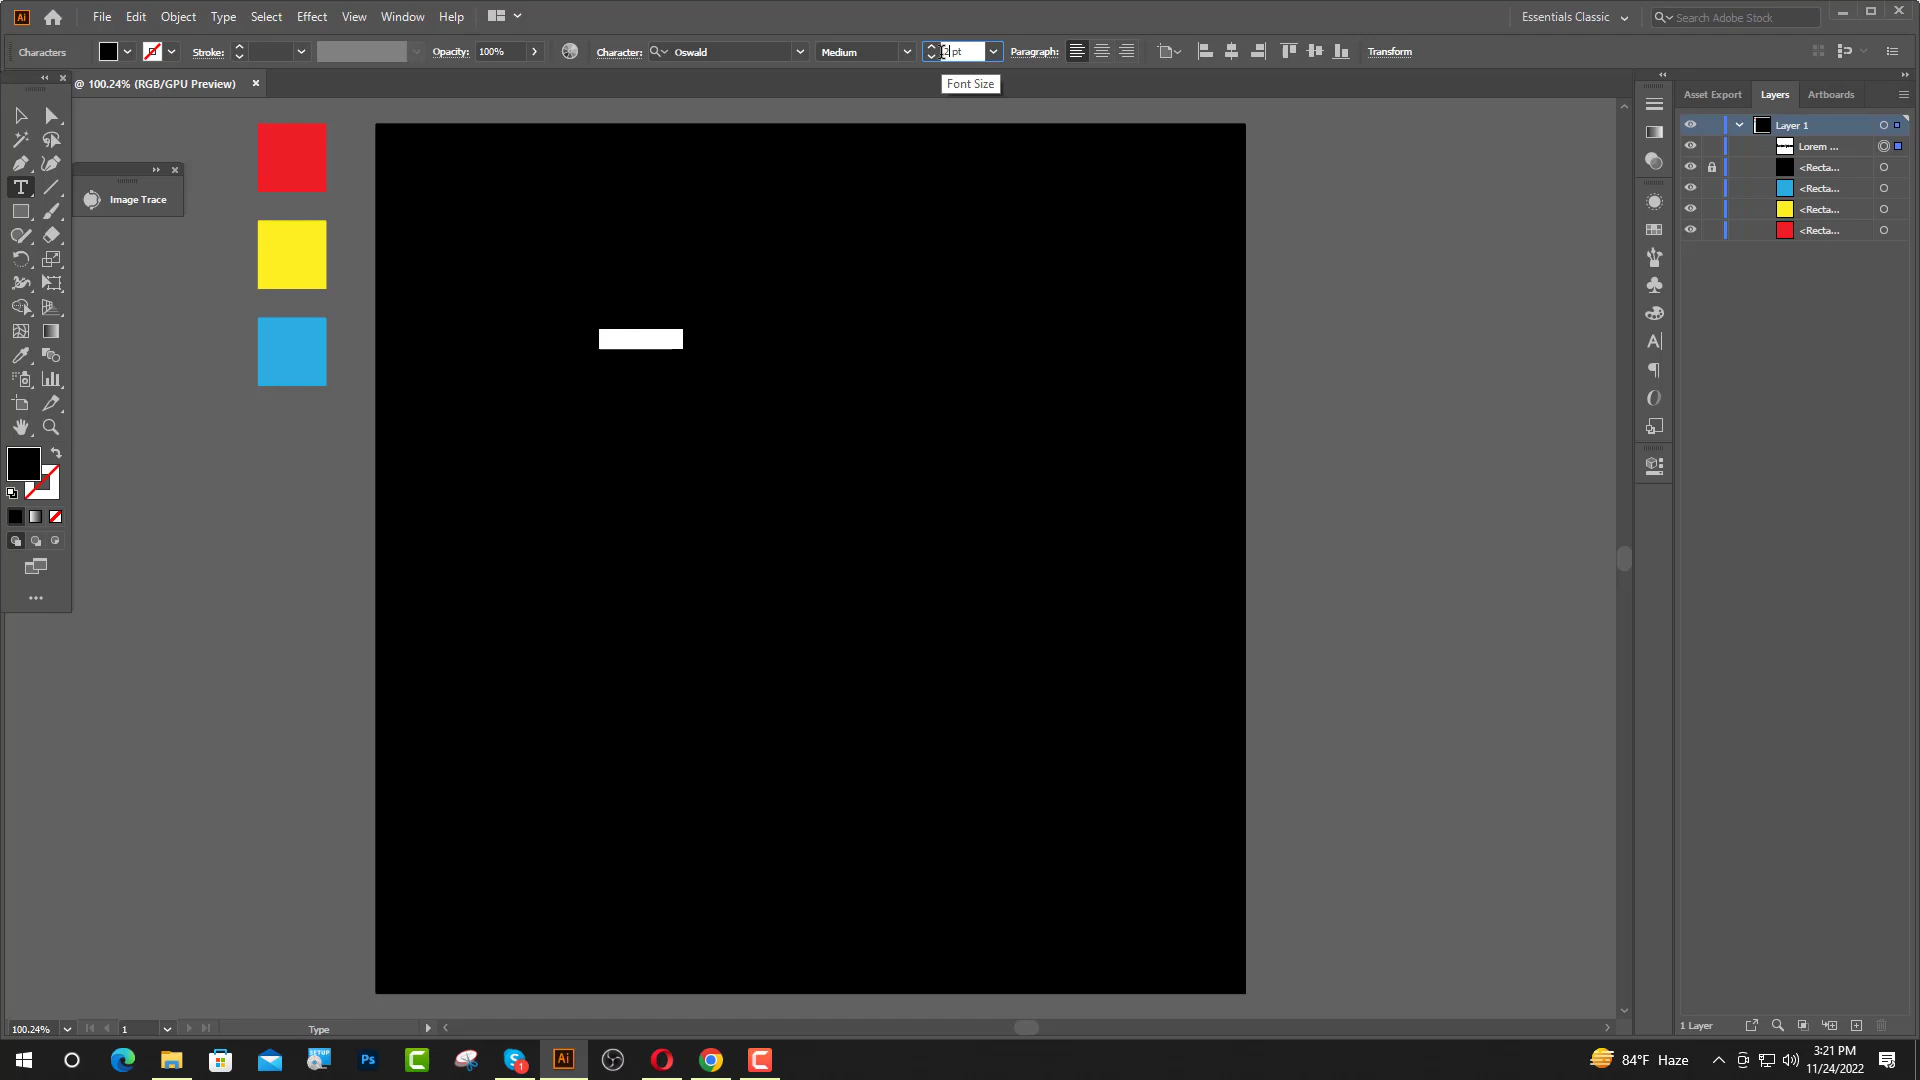 Ai File Edit Object Select Type Effect View Window Help Essentials Classic Search Adobe Stock
Characters Stroke: Opacity: 100% Character: Oswald Medium pt Paragraph: Transform
@ 100.24% (RGB/GPU Preview)
Font Size
Asset Export Layers Artboards
Layer 1
Lorem ...
<Recta...
<Recta...
<Recta...
<Recta...
Image Trace
100.24% 1 Type
1 Layer
Ps Ai 84°F Haze 3:21 PM
11/24/2022